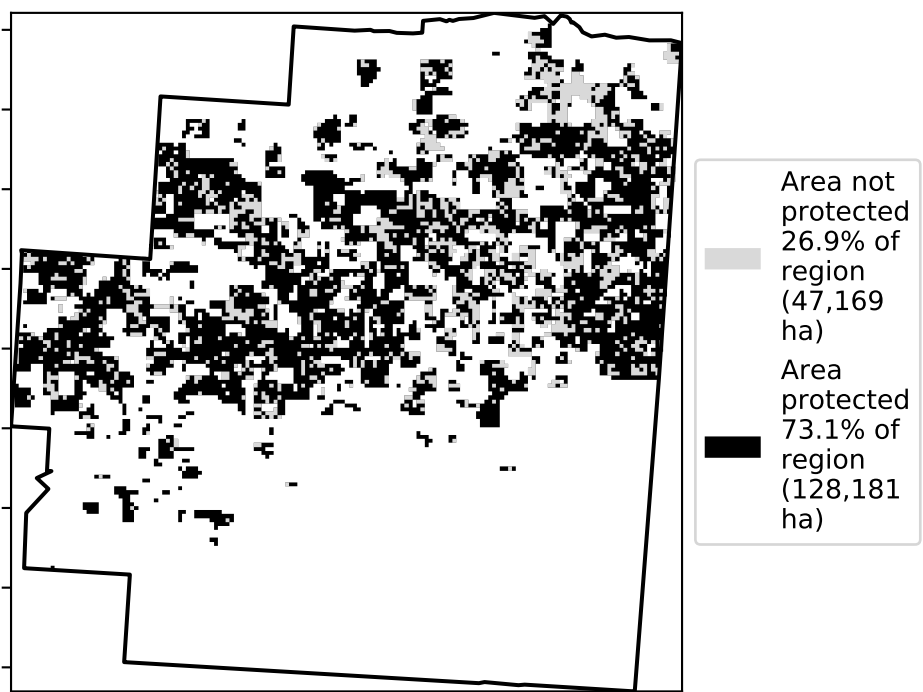 Area not
protected
26.9% of
region
(47,169
ha)
Area
protected
73.1% of
region
(128,181
ha)